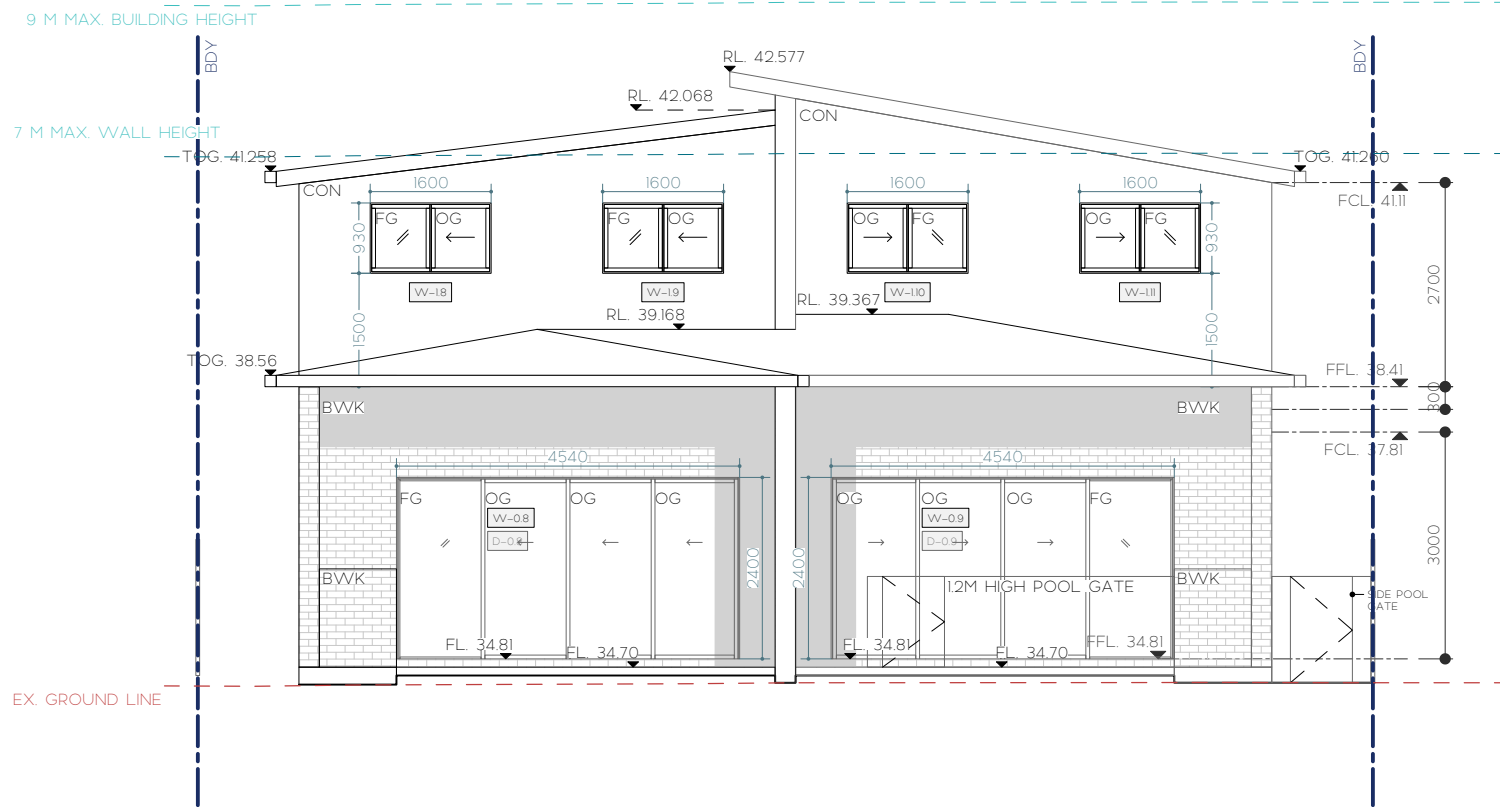 9 M MAX. BUILDING HEIGHT
BDY
BDY
RL. 42.577
RL. 42.068
CON
7 M MAX. WALL HEIGHT
TOG. 41.258
TOG. 41.260
CON
1600
1600
1600
1600
FCL. 41.11
FG
OG
FG
OG
OG
FG
OG
FG
930
930
2700
W-1.8
W-1.9
W-1.10
W-1.11
RL. 39.367
RL. 39.168
1500
1500
TOG. 38.56
FFL. 38.41
300
BWK
BWK
FCL. 37.81
4540
4540
FG
OG
OG
OG
OG
OG
OG
FG
W-0.8
W-0.9
D-0.8
D-0.9
3000
2400
2400
BWK
BWK
1.2M HIGH POOL GATE
SIDE POOL
GATE
FL. 34.81
FL. 34.70
FL. 34.81
FL. 34.70
FFL. 34.81
EX. GROUND LINE